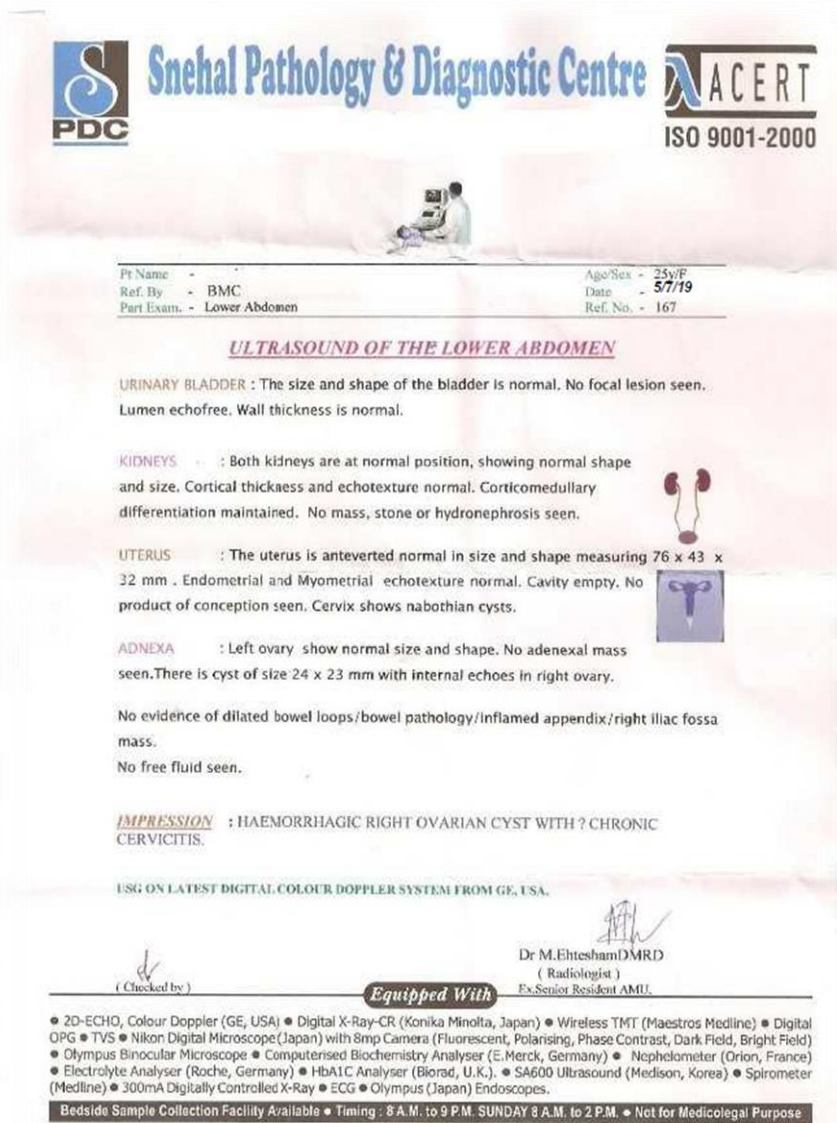 Snehal Pathology & Diagnostic Centre
PDC
ACERT
ISO 9001-2000
Pt Name -
Age/Sex - 25y/F
Ref. By - BMC
Date - 5/7/19
Part Exam. - Lower Abdomen
Ref. No. - 167
ULTRASOUND OF THE LOWER ABDOMEN
URINARY BLADDER : The size and shape of the bladder is normal. No focal lesion seen.
Lumen echofree. Wall thickness is normal.
KIDNEYS : Both kidneys are at normal position, showing normal shape
and size. Cortical thickness and echotexture normal. Corticomedullary
differentiation maintained. No mass, stone or hydronephrosis seen.
UTERUS : The uterus is anteverted normal in size and shape measuring 76 x 43 x
32 mm . Endometrial and Myometrial echotexture normal. Cavity empty. No
product of conception seen. Cervix shows nabothian cysts.
ADNEXA : Left ovary show normal size and shape. No adenexal mass
seen.There is cyst of size 24 x 23 mm with internal echoes in right ovary.
No evidence of dilated bowel loops/bowel pathology/inflamed appendix/right iliac fossa
mass.
No free fluid seen.
IMPRESSION : HAEMORRHAGIC RIGHT OVARIAN CYST WITH ? CHRONIC
CERVICITIS.
USG ON LATEST DIGITAL COLOUR DOPPLER SYSTEM FROM GE, USA.
Dr M.EhteshamDMRD
( Radiologist )
( Checked by )
Ex.Senior Resident AMU.
Equipped With
● 2D-ECHO, Colour Doppler (GE, USA) ● Digital X-Ray-CR (Konika Minolta, Japan) ● Wireless TMT (Maestros Medline) ● Digital
OPG ● TVS ● Nikon Digital Microscope (Japan) with 8mp Camera (Fluorescent, Polarising, Phase Contrast, Dark Field, Bright Field)
● Olympus Binocular Microscope ● Computerised Biochemistry Analyser (E.Merck, Germany) ● Nephelometer (Orion, France)
● Electrolyte Analyser (Roche, Germany) ● HbA1C Analyser (Biorad, U.K.). ● SA600 Ultrasound (Medison, Korea) ● Spirometer
(Medline) ● 300mA Digitally Controlled X-Ray ● ECG ● Olympus (Japan) Endoscopes.
Bedside Sample Collection Facility Available ● Timing : 8 A.M. to 9 P.M. SUNDAY 8 A.M. to 2 P.M. ● Not for Medicolegal Purpose